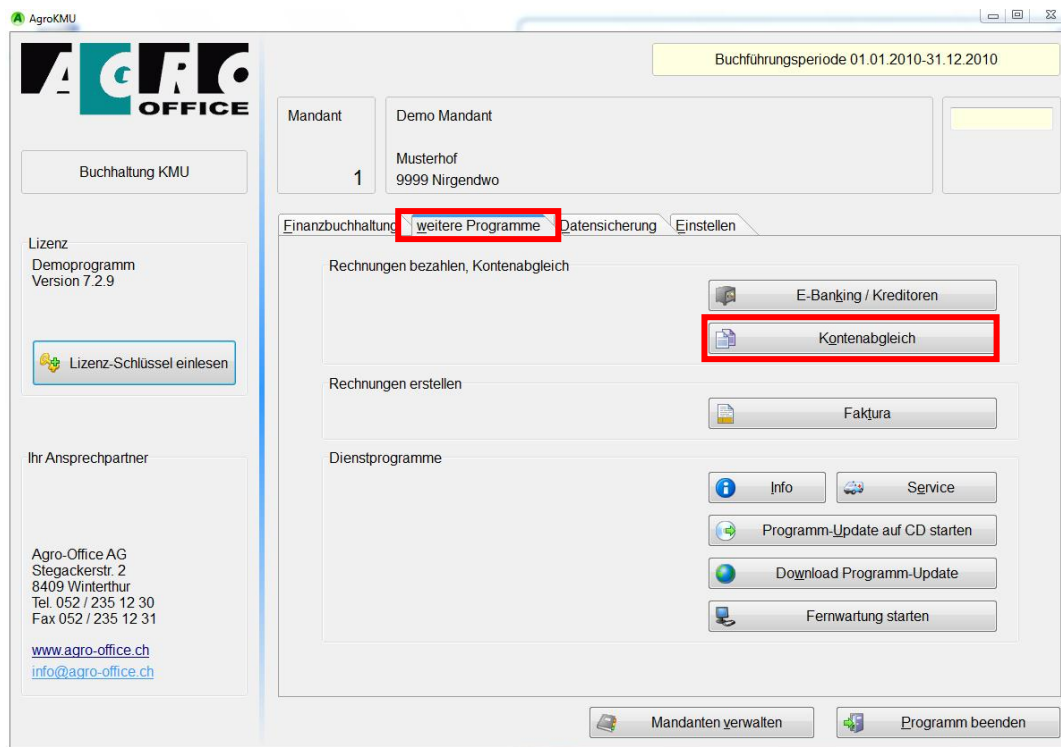 AgroKMU
AGRO
OFFICE
Buchführungsperiode 01.01.2010-31.12.2010
Mandant
1
Demo Mandant
Musterhof
9999 Nirgendwo
Buchhaltung KMU
Lizenz
Demoprogramm
Version 7.2.9
Lizenz-Schlüssel einlesen
Ihr Ansprechpartner
Agro-Office AG
Stegackerstr. 2
8409 Winterthur
Tel. 052 / 235 12 30
Fax 052 / 235 12 31
www.agro-office.ch
info@agro-office.ch
Finanzbuchhaltung weitere Programme Datensicherung Einstellen
Rechnungen bezahlen, Kontenabgleich
E-Banking / Kreditoren
Kontenabgleich
Rechnungen erstellen
Faktura
Dienstprogramme
Info Service
Programm-Update auf CD starten
Download Programm-Update
Fernwartung starten
Mandanten verwalten Programm beenden